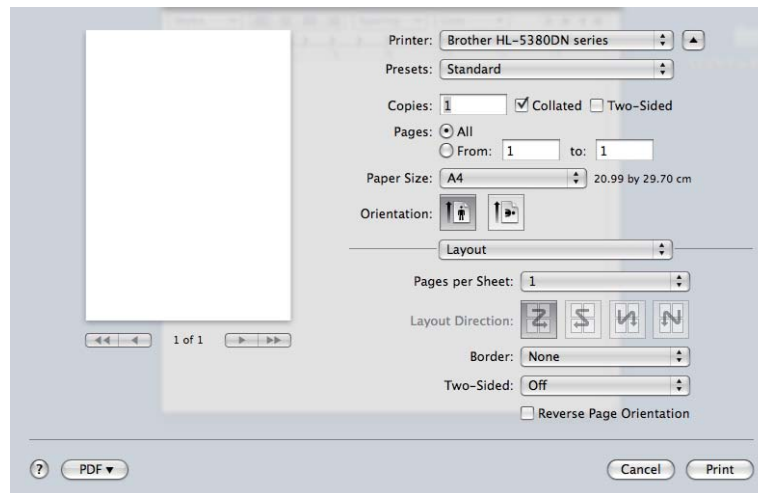 Printer: Brother HL-5380DN series
Presets: Standard
Copies: 1 Collated Two-Sided
Pages: All
From: 1 to: 1
Paper Size: A4 20.99 by 29.70 cm
Orientation:
Layout
Pages per Sheet: 1
Layout Direction:
1 of 1
Border: None
Two-Sided: Off
Reverse Page Orientation
? PDF Cancel Print